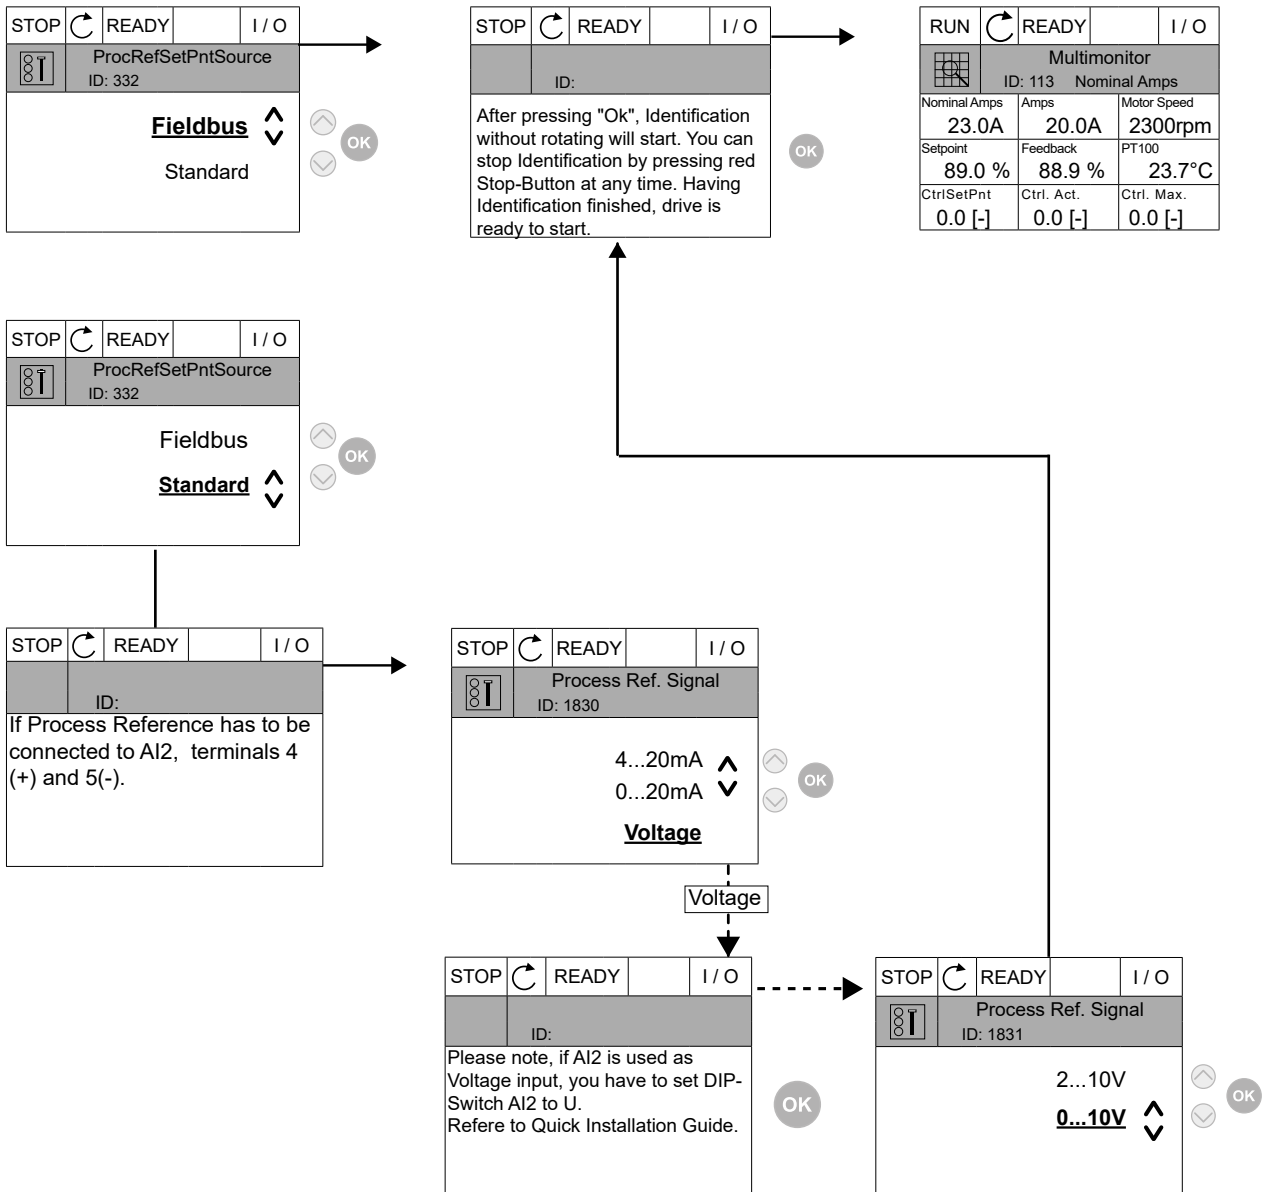 STOP READY I / O
ProcRefSetPntSource
ID: 332
Fieldbus
Standard
OK
STOP READY I / O
ID:
After pressing "Ok", Identification
without rotating will start. You can
stop Identification by pressing red
Stop-Button at any time. Having
Identification finished, drive is
ready to start.
OK
RUN READY I / O
Multimonitor
ID: 113 Nominal Amps
Nominal Amps Amps Motor Speed
23.0A 20.0A 2300rpm
Setpoint Feedback PT100
89.0 % 88.9 % 23.7°C
CtrlSetPnt Ctrl. Act. Ctrl. Max.
0.0 [-] 0.0 [-] 0.0 [-]
STOP READY I / O
ProcRefSetPntSource
ID: 332
Fieldbus
Standard
OK
STOP READY I / O
ID:
If Process Reference has to be
connected to AI2, terminals 4
(+) and 5(-).
STOP READY I / O
Process Ref. Signal
ID: 1830
4...20mA
0...20mA
Voltage
OK
Voltage
STOP READY I / O
ID:
Please note, if AI2 is used as
Voltage input, you have to set DIP-
Switch AI2 to U.
Refere to Quick Installation Guide.
OK
STOP READY I / O
Process Ref. Signal
ID: 1831
2...10V
0...10V
OK